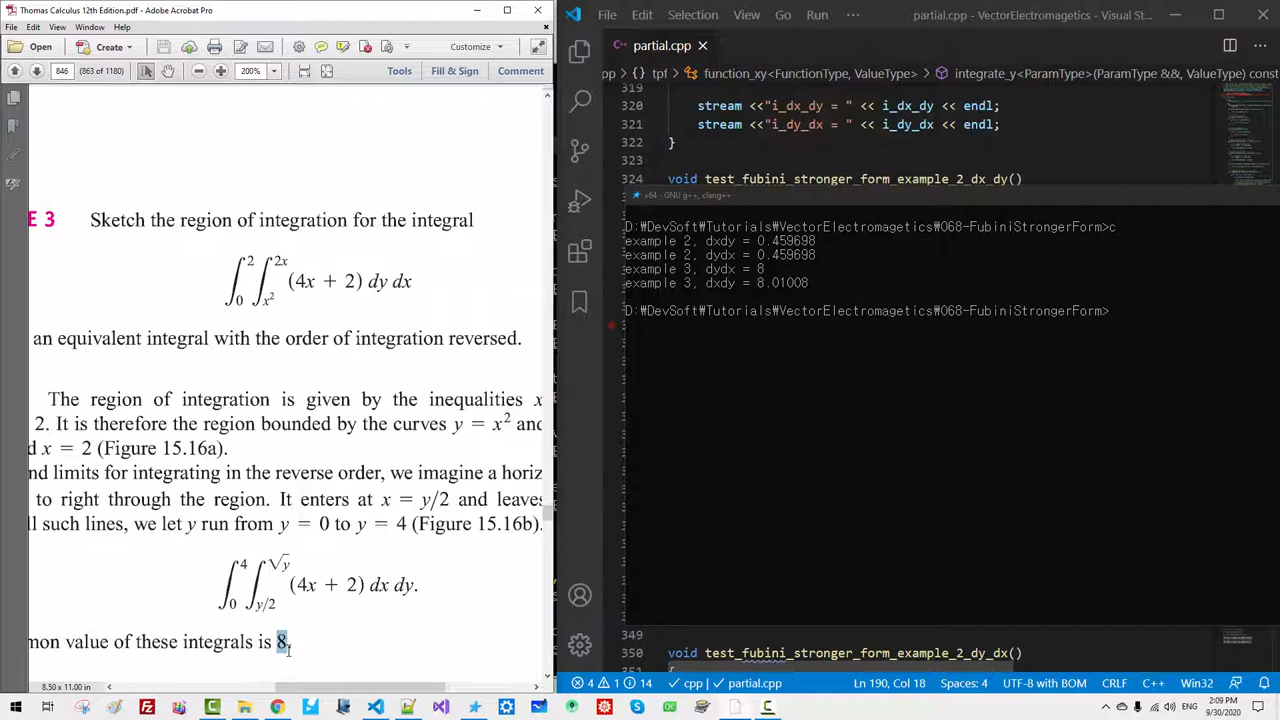 Thomas Calculus 12th Edition.pdf - Adobe Acrobat Pro
File Edit View Window Help
Open Create Customize
846 (863 of 1180) 200% Tools Fill & Sign Comment
E 3 Sketch the region of integration for the integral
∫₀² ∫ₓ²^2x (4x + 2) dy dx
an equivalent integral with the order of integration reversed.
The region of integration is given by the inequalities x
2. It is therefore the region bounded by the curves y = x² and
d x = 2 (Figure 15.16a).
nd limits for integrating in the reverse order, we imagine a horiz
to right through the region. It enters at x = y/2 and leaves
ll such lines, we let y run from y = 0 to y = 4 (Figure 15.16b).
∫₀⁴ ∫_y/2^√y (4x + 2) dx dy.
mon value of these integrals is 8.
8.50 x 11.00 in
File Edit Selection View Go Run ··· partial.cpp - VectorElectromagetics - Visual St...
partial.cpp
pp {} tpf function_xy<FunctionType, ValueType> integrate_y<ParamType>(ParamType &&, ValueType) const
319
320 stream <<"i_dx_dy = " << i_dx_dy << endl;
321 stream <<"i_dy_dx = " << i_dy_dx << endl;
322 }
323
324 void test_fubini_stronger_form_example_2_dx_dy()
x64 - GNU g++, clang++
D:₩DevSoft₩Tutorials₩VectorElectromagetics₩068-FubiniStrongerForm>c
example 2, dxdy = 0.459698
example 2, dydx = 0.459698
example 3, dydx = 8
example 3, dxdy = 8.01008
D:₩DevSoft₩Tutorials₩VectorElectromagetics₩068-FubiniStrongerForm>
349
350 void test_fubini_stronger_form_example_2_dy_dx()
351 {
4 1 14 cpp partial.cpp Ln 190, Col 18 Spaces: 4 UTF-8 with BOM CRLF C++ Win32
2:09 PM
9/30/2020